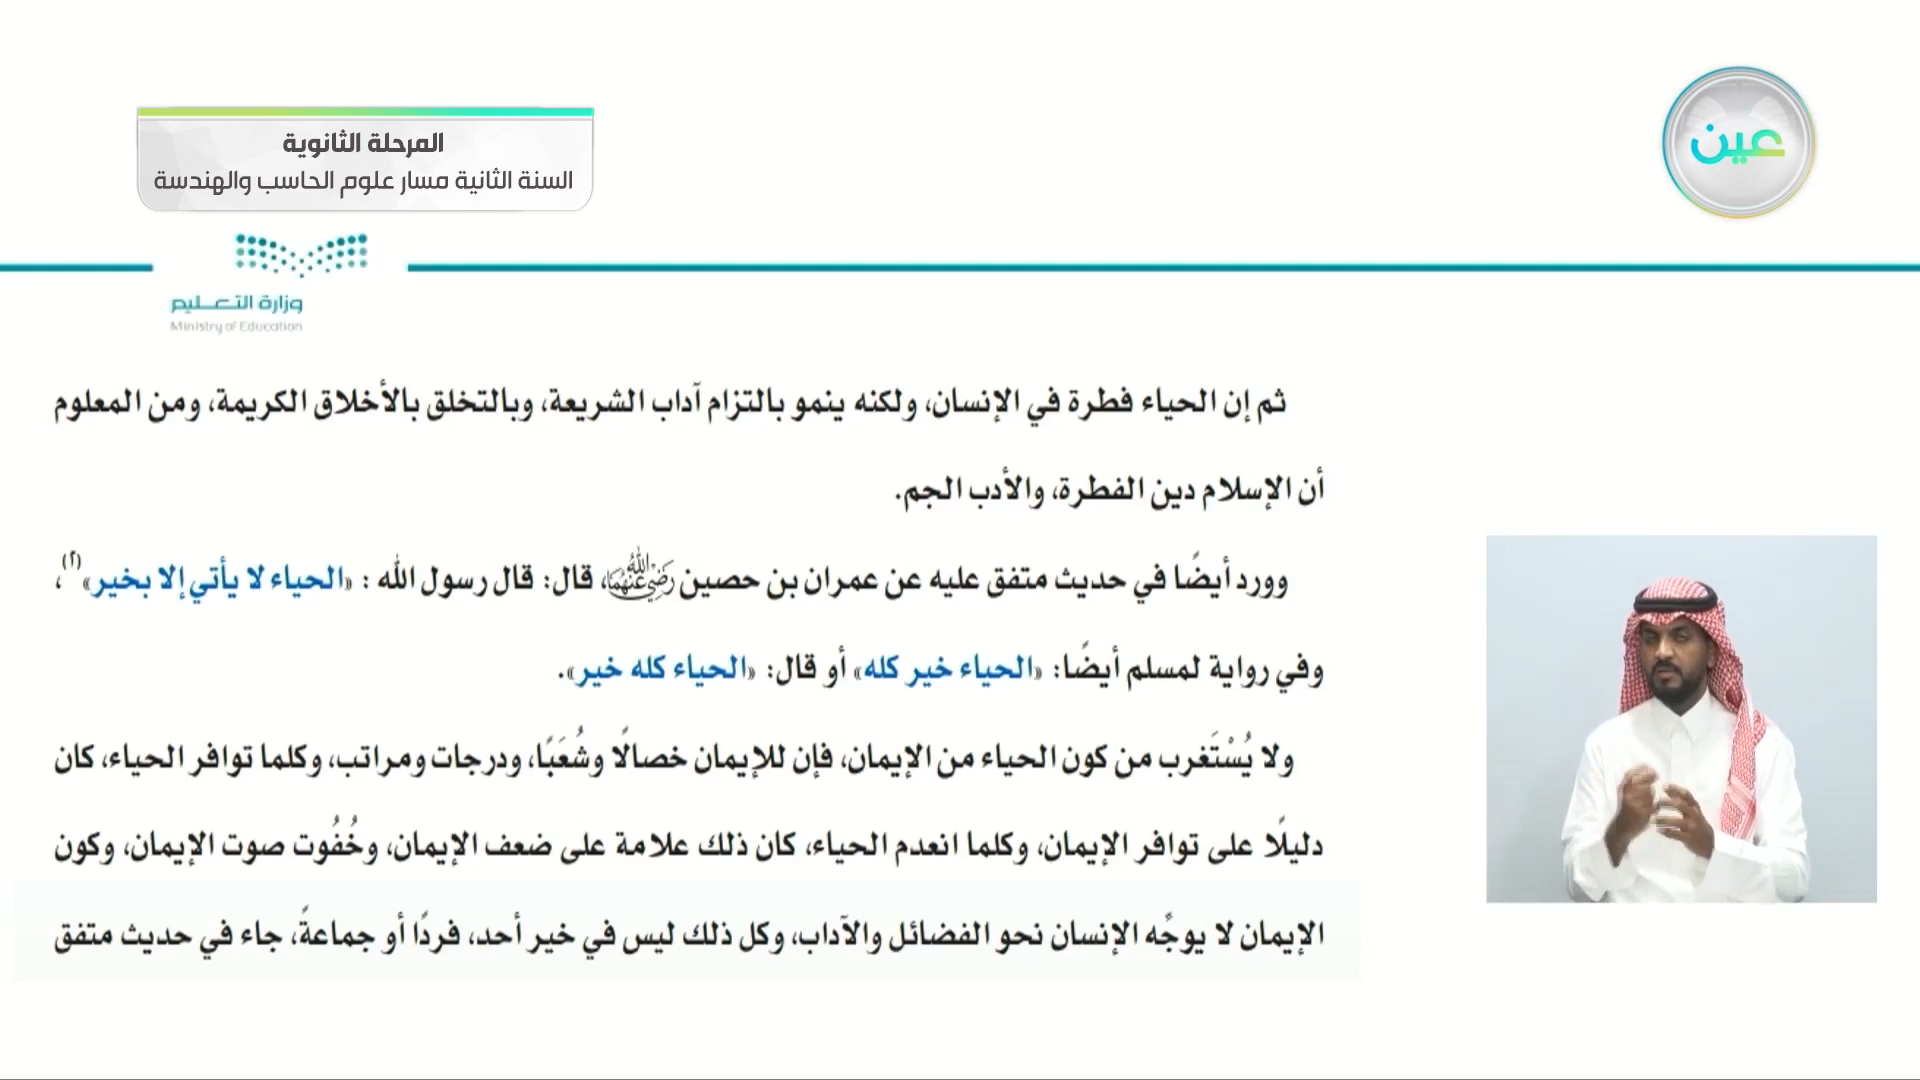 المرحلة الثانوية
السنة الثانية مسار علوم الحاسب والهندسة
عين
وزارة التعـــليم
Ministry of Education
ثم إن الحياء فطرة في الإنسان، ولكنه ينمو بالتزام آداب الشريعة، وبالتخلق بالأخلاق الكريمة، ومن المعلوم
أن الإسلام دين الفطرة، والأدب الجم.
وورد أيضًا في حديث متفق عليه عن عمران بن حصين رَضِيَ اللهُ عَنْهُمَا، قال: قال رسول الله : «الحياء لا يأتي إلا بخير»(٢)،
وفي رواية لمسلم أيضًا: «الحياء خير كله» أو قال: «الحياء كله خير».
ولا يُسْتَغرب من كون الحياء من الإيمان، فإن للإيمان خصالًا وشُعَبًا، ودرجات ومراتب، وكلما توافر الحياء، كان
دليلًا على توافر الإيمان، وكلما انعدم الحياء، كان ذلك علامة على ضعف الإيمان، وخُفُوت صوت الإيمان، وكون
الإيمان لا يوجِّه الإنسان نحو الفضائل والآداب، وكل ذلك ليس في خير أحد، فردًا أو جماعةً، جاء في حديث متفق